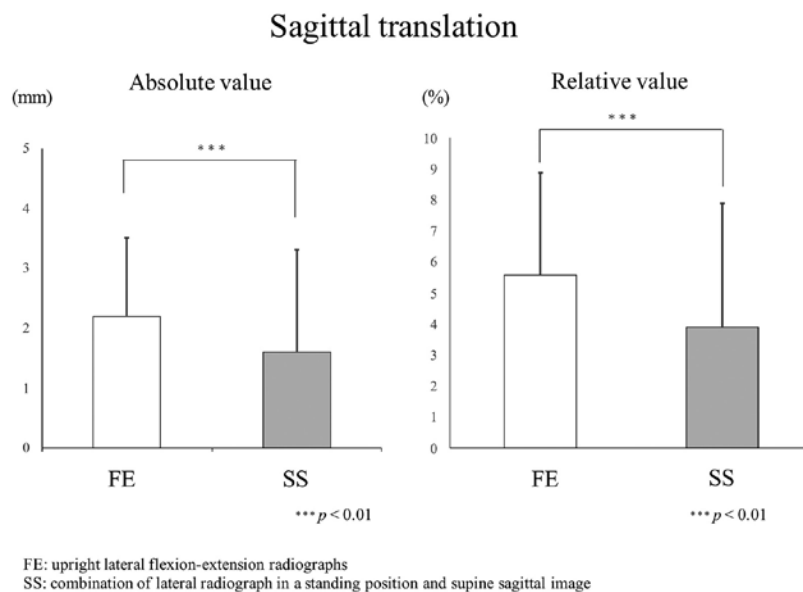 Sagittal translation
Absolute value
(mm)
5
4
3
2
1
0
***
FE
SS
*** p < 0.01
Relative value
(%)
10
9
8
7
6
5
4
3
2
1
0
***
FE
SS
*** p < 0.01
FE: upright lateral flexion-extension radiographs
SS: combination of lateral radiograph in a standing position and supine sagittal image